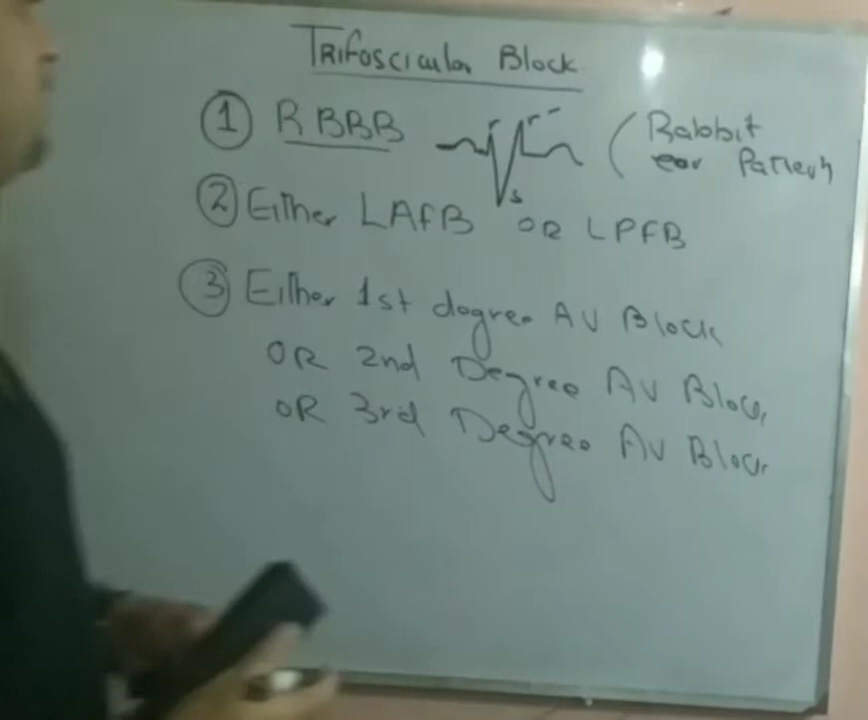 Trifascicular Block
① RBBB r r' s (Rabbit ear Pattern
② Either LAFB OR LPFB
③ Either 1st degree AV Block
OR 2nd Degree AV Block
OR 3rd Degree AV Block